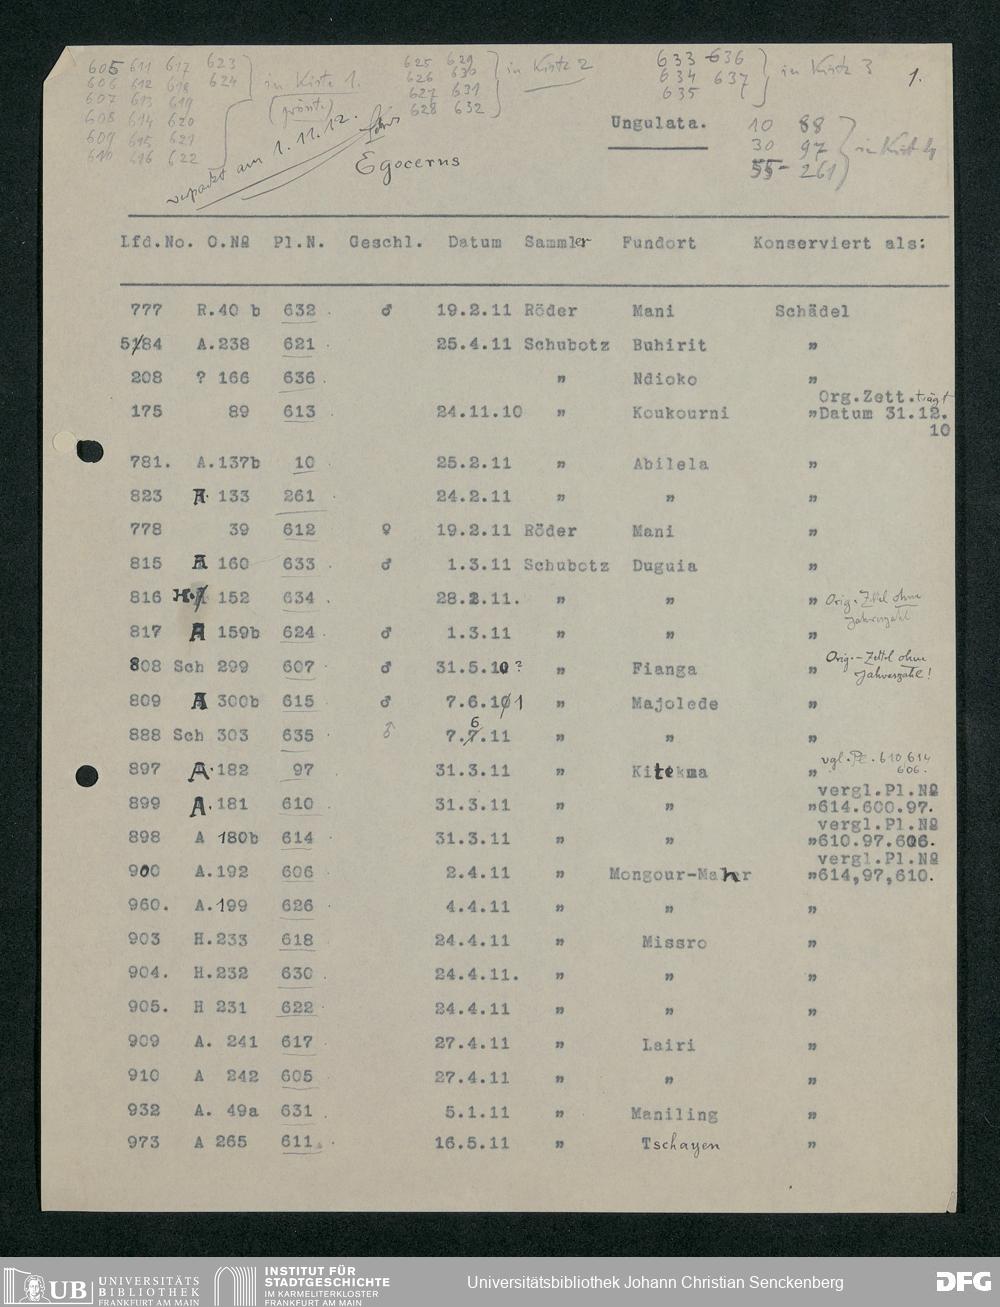 605 611 617 623
606 612 618 624
607 613 619
608 614 620
609 615 621
610 616 622
in Kiste 1.
verpackt am 1.11.12.
625 629
626 630
627 631
628 632
in Kiste 2
633 636
634 637
635
in Kiste 3
1.
Ungulata.
10 88
30 97
55 - 261
in Kiste 4
Egocerus
Lfd.No. O.No Pl.N. Geschl. Datum Sammler Fundort Konserviert als:
777 R.40 b 632 . ♂ 19.2.11 Röder Mani Schädel
5184 A.238 621 . 25.4.11 Schubotz Buhirit "
208 ? 166 636 . " Ndioko "
175 89 613 . 24.11.10 " Koukourni " Org.Zett. trägt Datum 31.12.10
781. A.137b 10 25.2.11 " Abilela "
823 A. 133 261 . 24.2.11 " " "
778 39 612 ♀ 19.2.11 Röder Mani "
815 A 160 633 . ♂ 1.3.11 Schubotz Duguia "
816 H. 152 634 . 28.2.11. " " " Orig. Zettel ohne Jahreszahl
817 A 159b 624 . ♂ 1.3.11 " " "
808 Sch 299 607 . ♂ 31.5.10 ? " Fianga " Orig.-Zettel ohne Jahreszahl!
809 A 300b 615 . ♂ 7.6.101 " Majolede "
888 Sch 303 635 . ♂ 7.7.11 6 " " "
897 A. 182 97 31.3.11 " Kitekma " vgl. Pl. 610 614 606.
899 A. 181 610 . 31.3.11 " " " vergl.Pl.No 614.600.97.
898 A 180b 614 . 31.3.11 " " " vergl.Pl.No 610.97.606.
900 A.192 606 2.4.11 " Mongour-Mahr " vergl.Pl.No 614,97,610.
960. A.199 626 . 4.4.11 " " "
903 H.233 618 . 24.4.11 " Missro "
904. H.232 630 . 24.4.11. " " "
905. H 231 622 24.4.11 " " "
909 A. 241 617 . 27.4.11 " Lairi "
910 A 242 605 27.4.11 " " "
932 A. 49a 631 . 5.1.11 " Maniling "
973 A 265 611. . 16.5.11 " Tschayen "
UB UNIVERSITÄTS BIBLIOTHEK FRANKFURT AM MAIN
INSTITUT FÜR STADTGESCHICHTE IM KARMELITERKLOSTER FRANKFURT AM MAIN
Universitätsbibliothek Johann Christian Senckenberg
DFG